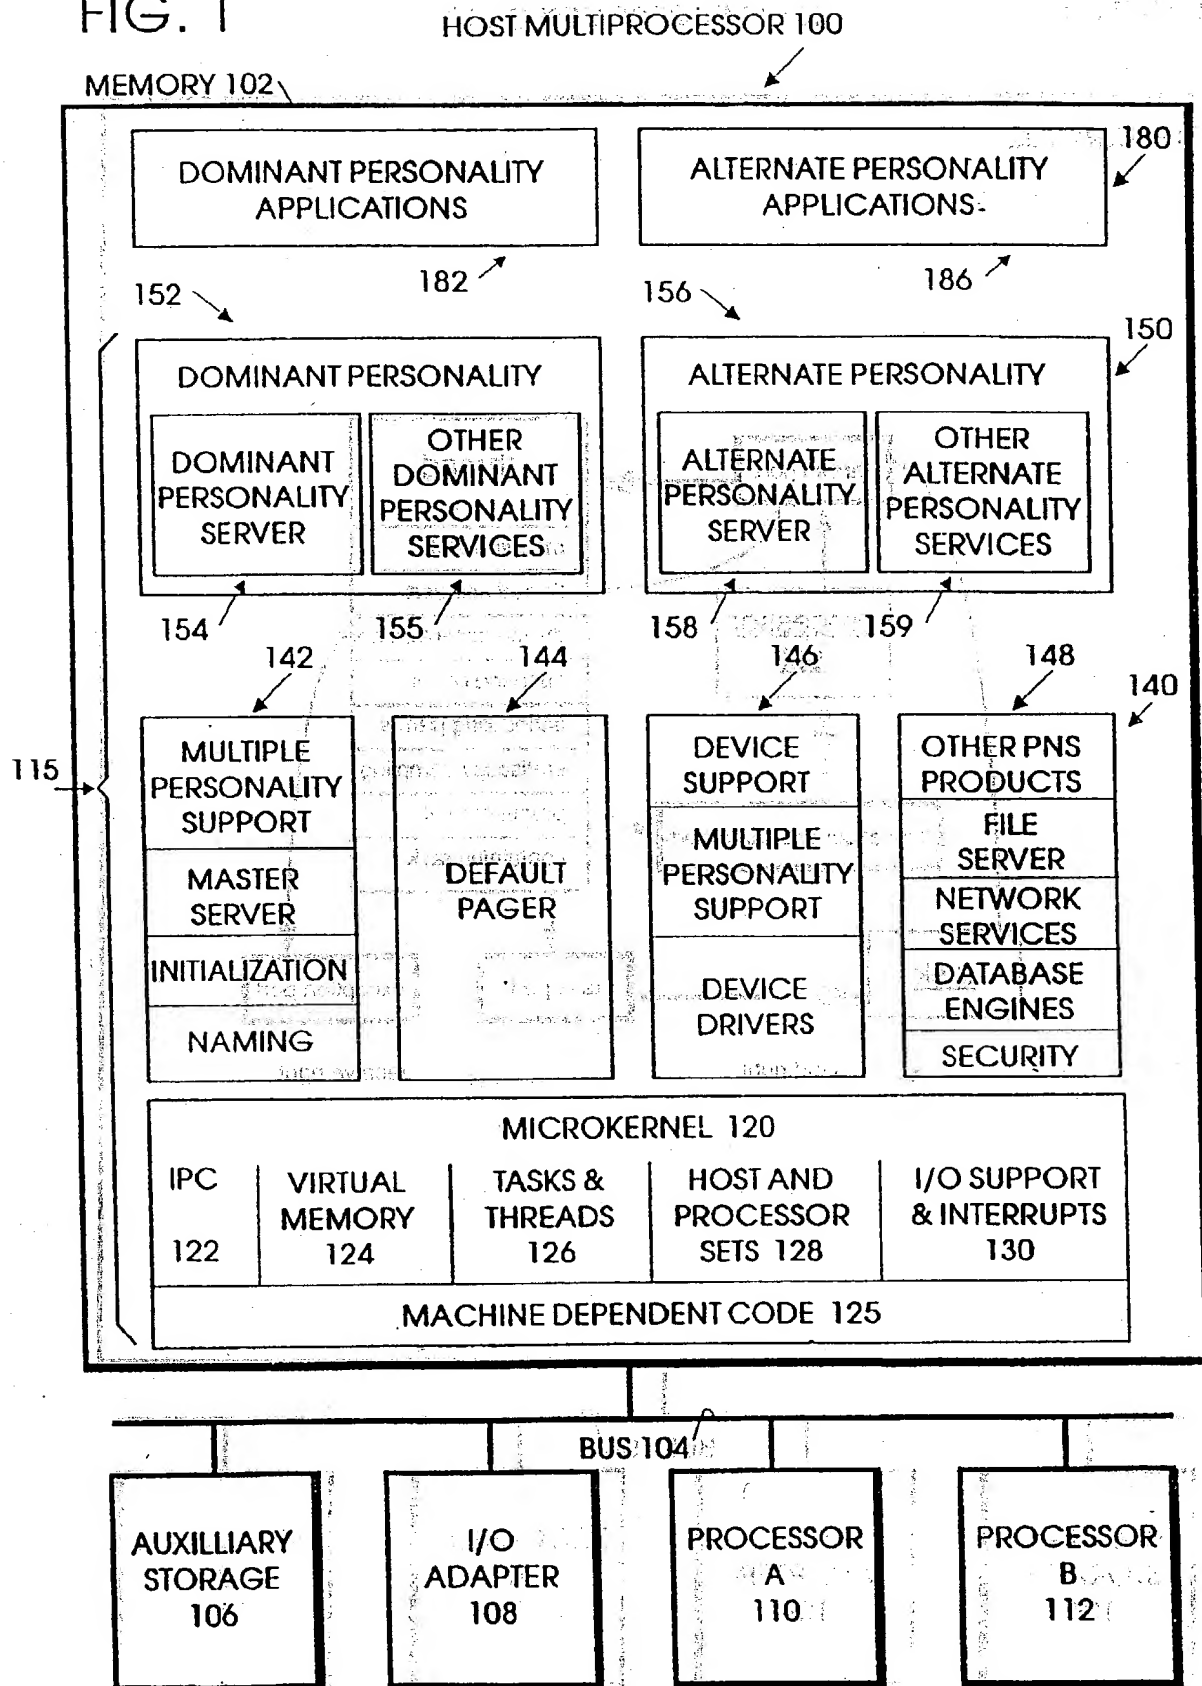 FIG. 1
HOST MULTIPROCESSOR 100
MEMORY 102
DOMINANT PERSONALITY
APPLICATIONS
ALTERNATE PERSONALITY
APPLICATIONS
180
182
186
152
156
150
DOMINANT PERSONALITY
DOMINANT
PERSONALITY
SERVER
OTHER
DOMINANT
PERSONALITY
SERVICES
ALTERNATE PERSONALITY
ALTERNATE
PERSONALITY
SERVER
OTHER
ALTERNATE
PERSONALITY
SERVICES
154
155
158
159
142
144
146
148
140
115
MULTIPLE
PERSONALITY
SUPPORT
MASTER
SERVER
INITIALIZATION
NAMING
DEFAULT
PAGER
DEVICE
SUPPORT
MULTIPLE
PERSONALITY
SUPPORT
DEVICE
DRIVERS
OTHER PNS
PRODUCTS
FILE
SERVER
NETWORK
SERVICES
DATABASE
ENGINES
SECURITY
MICROKERNEL 120
IPC
122
VIRTUAL
MEMORY
124
TASKS &
THREADS
126
HOST AND
PROCESSOR
SETS 128
I/O SUPPORT
& INTERRUPTS
130
MACHINE DEPENDENT CODE 125
BUS 104
AUXILLIARY
STORAGE
106
I/O
ADAPTER
108
PROCESSOR
A
110
PROCESSOR
B
112